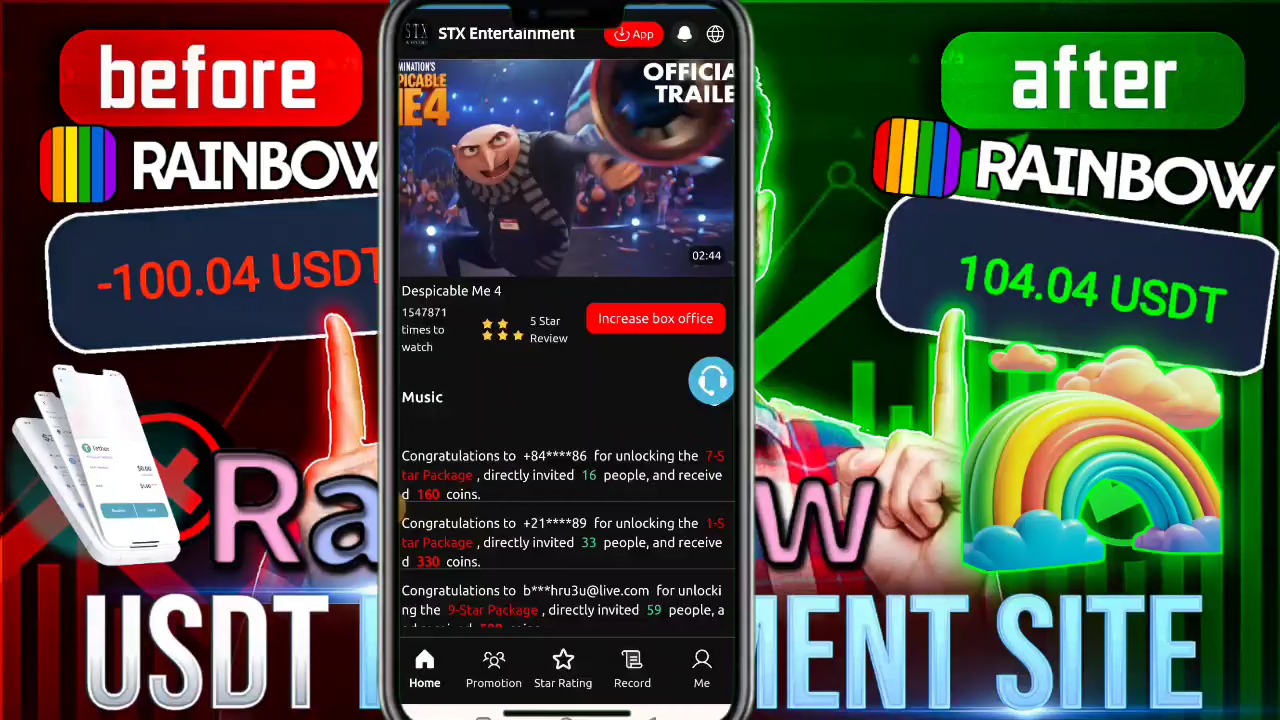 before
RAINBOW
-100.04 USDT
STX Entertainment
App
OFFICIA
TRAILE
02:44
Despicable Me 4
1547871
times to
watch
5 Star
Review
Increase box office
Music
Congratulations to +84****86 for unlocking the 7-S
tar Package , directly invited 16 people, and receive
d 160 coins.
Congratulations to +21****89 for unlocking the 1-S
tar Package , directly invited 33 people, and receive
d 330 coins.
Congratulations to b***hru3u@live.com for unlocki
ng the 9-Star Package , directly invited 59 people, a
Home
Promotion
Star Rating
Record
Me
after
RAINBOW
104.04 USDT
Tether
Ra
w
USDT
MENT SITE